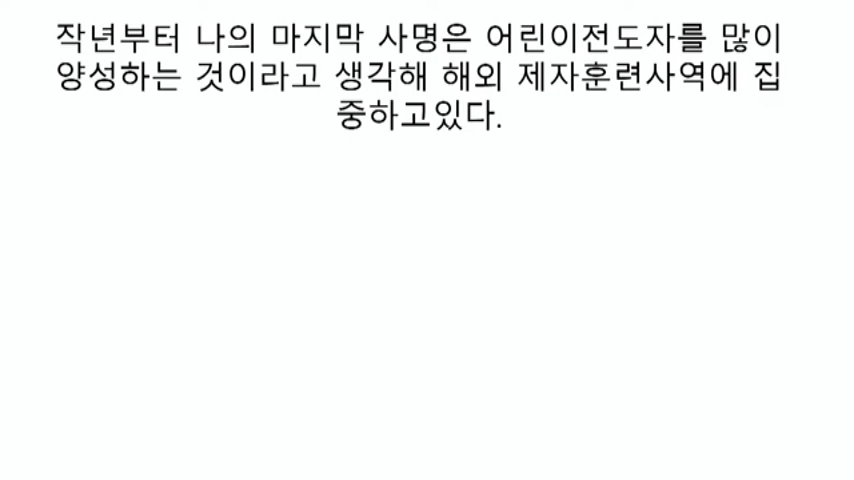 작년부터 나의 마지막 사명은 어린이전도자를 많이
양성하는 것이라고 생각해 해외 제자훈련사역에 집
중하고있다.